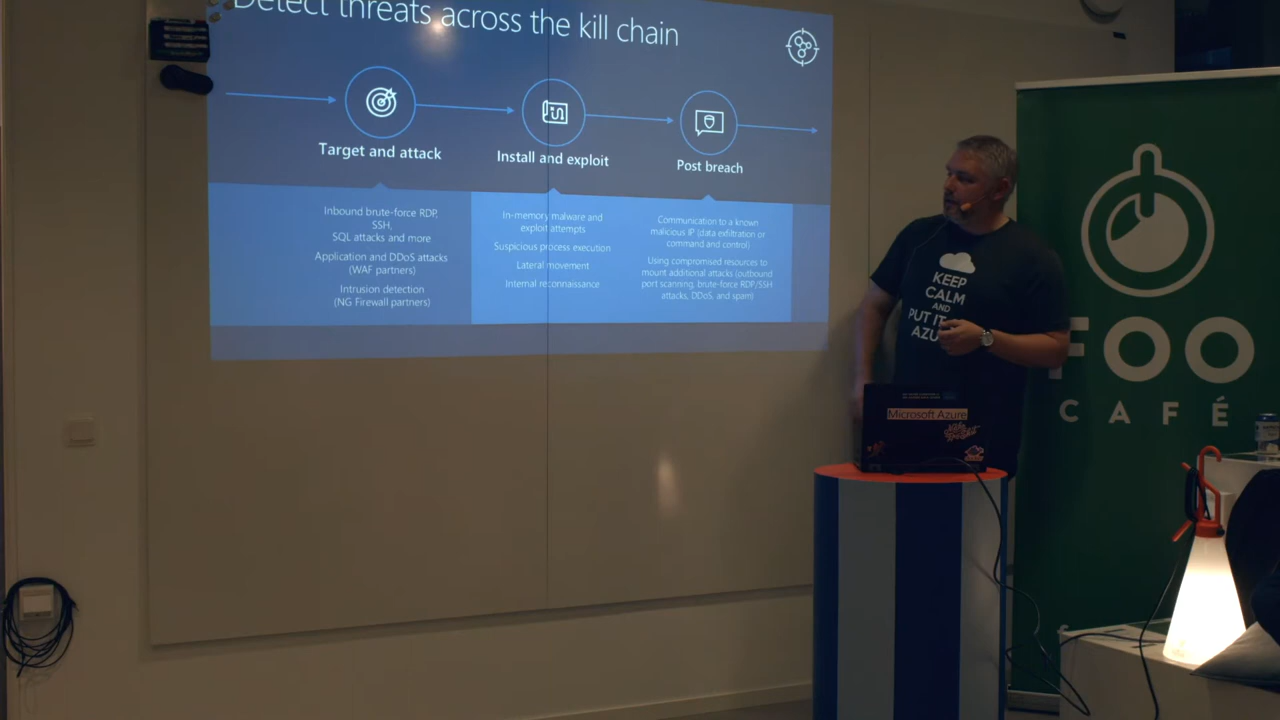 Detect threats across the kill chain
Target and attack
Install and exploit
Post breach
Inbound brute-force RDP,
SSH,
SQL attacks and more
Application and DDoS attacks
(WAF partners)
Intrusion detection
(NG Firewall partners)
In-memory malware and
exploit attempts
Suspicious process execution
Lateral movement
Internal reconnaissance
Communication to a known
malicious IP (data exfiltration or
command and control)
Using compromised resources to
mount additional attacks (outbound
port scanning, brute-force RDP/SSH
attacks, DDoS, and spam)
KEEP
CALM
AND
PUT IT
AZU
Microsoft Azure
FOO
CAFÉ